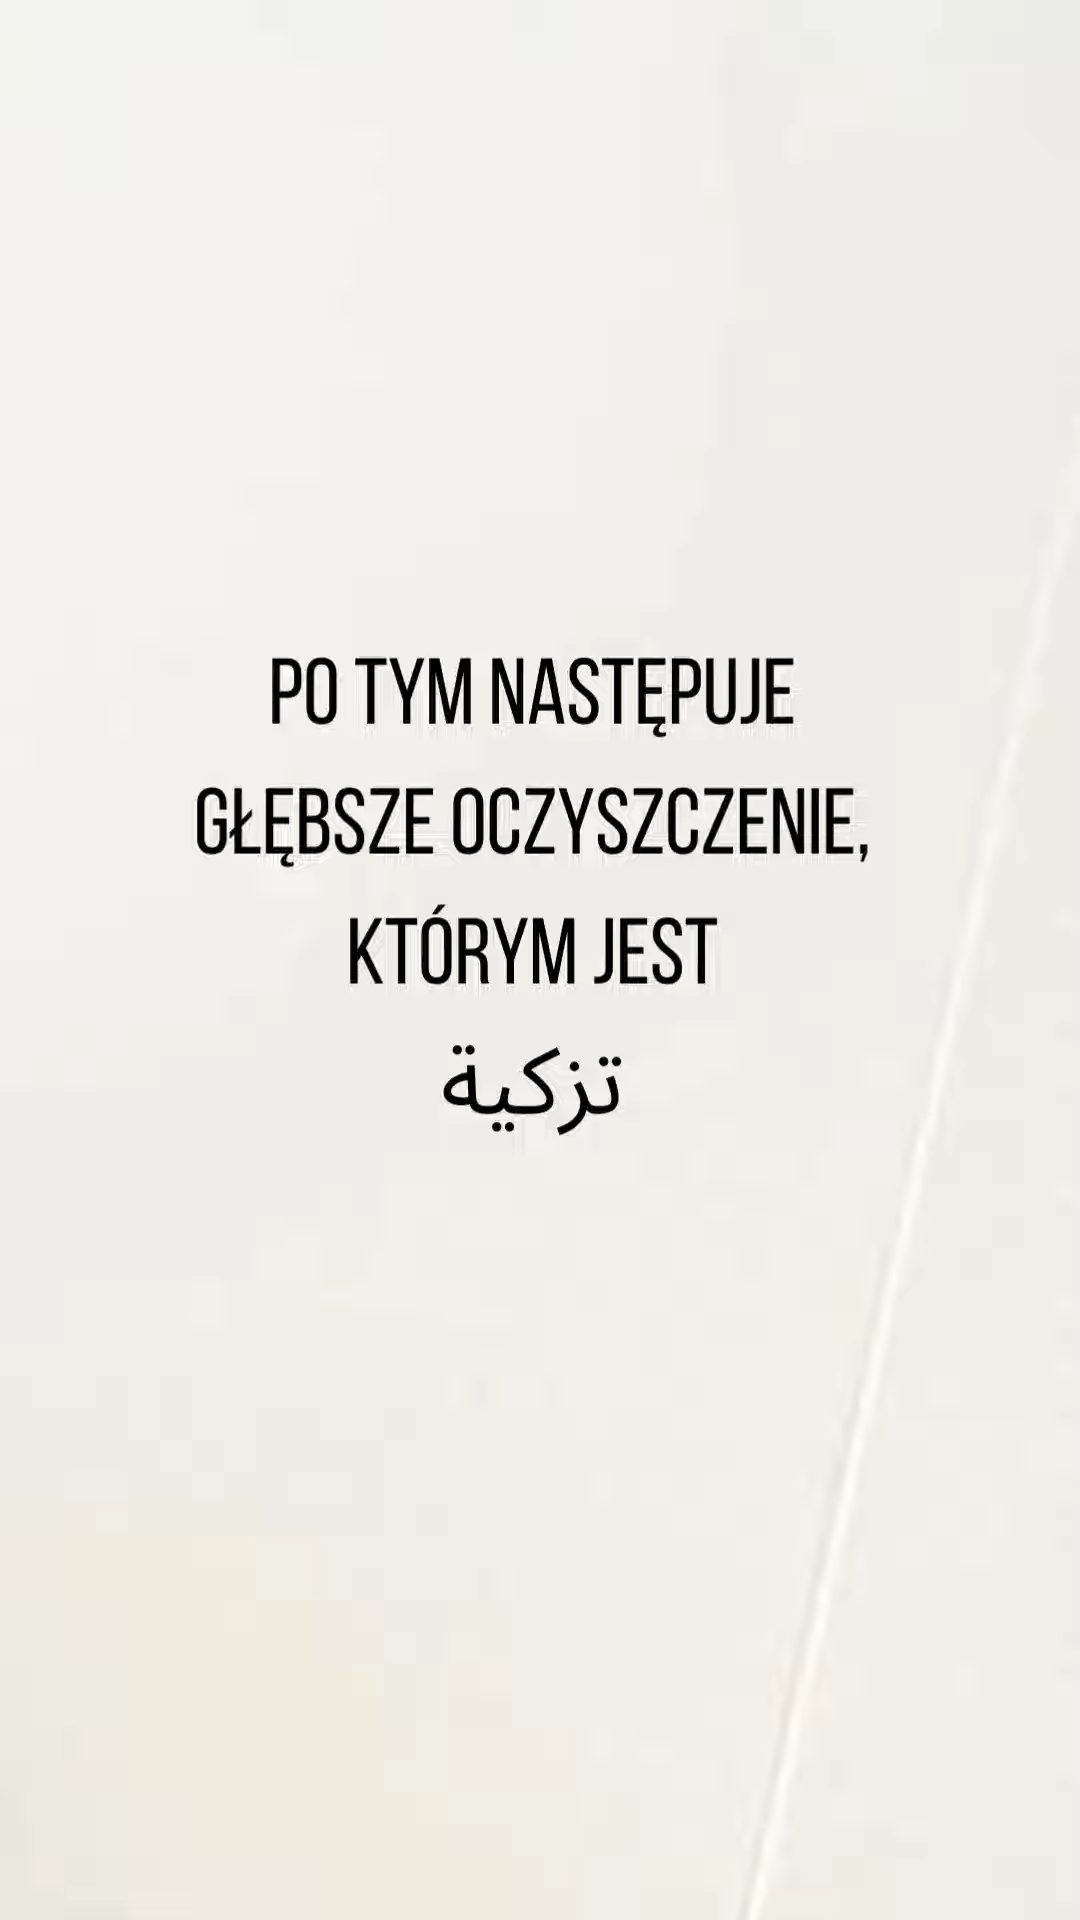 PO TYM NASTĘPUJE
GŁĘBSZE OCZYSZCZENIE,
KTÓRYM JEST
تزكية